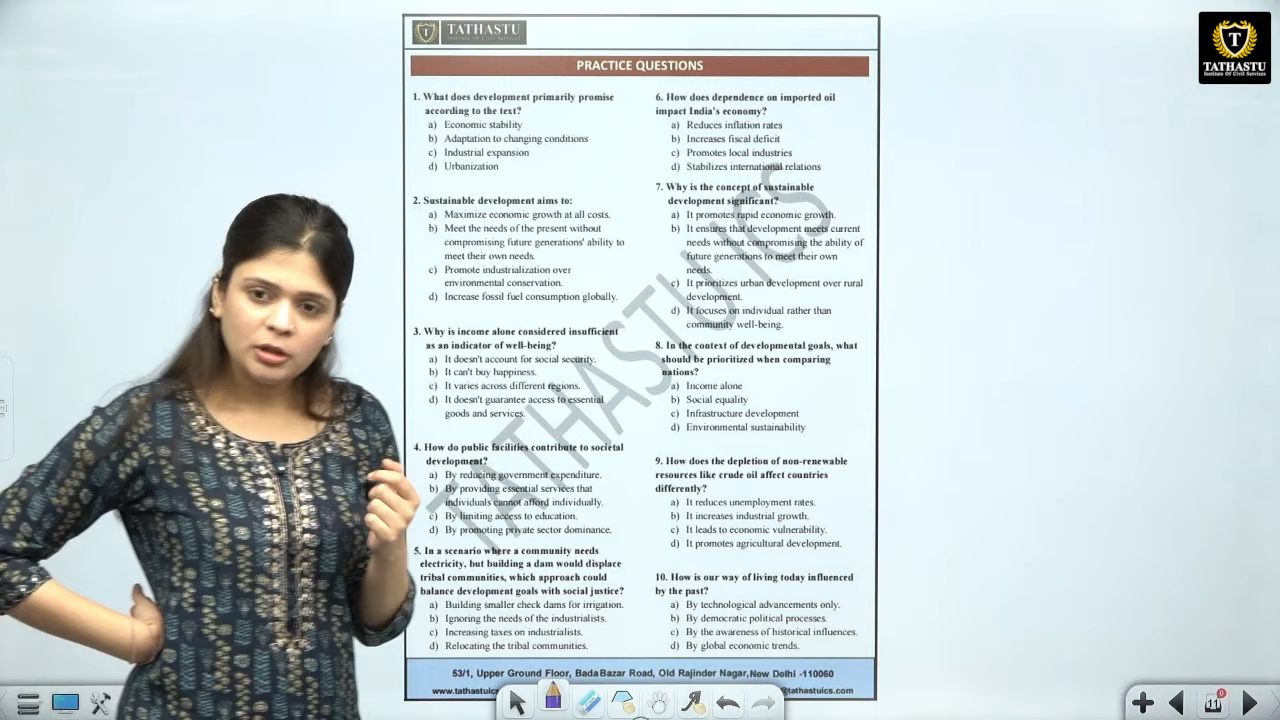 TATHASTU
Institute Of Civil Services
TATHASTU
Institute Of Civil Services
PRACTICE QUESTIONS
1. What does development primarily promise
according to the text?
a) Economic stability
b) Adaptation to changing conditions
c) Industrial expansion
d) Urbanization
2. Sustainable development aims to:
a) Maximize economic growth at all costs.
b) Meet the needs of the present without
compromising future generations' ability to
meet their own needs.
c) Promote industrialization over
environmental conservation.
d) Increase fossil fuel consumption globally.
3. Why is income alone considered insufficient
as an indicator of well-being?
a) It doesn't account for social security.
b) It can't buy happiness.
c) It varies across different regions.
d) It doesn't guarantee access to essential
goods and services.
4. How do public facilities contribute to societal
development?
a) By reducing government expenditure.
b) By providing essential services that
individuals cannot afford individually.
c) By limiting access to education.
d) By promoting private sector dominance.
5. In a scenario where a community needs
electricity, but building a dam would displace
tribal communities, which approach could
balance development goals with social justice?
a) Building smaller check dams for irrigation.
b) Ignoring the needs of the industrialists.
c) Increasing taxes on industrialists.
d) Relocating the tribal communities.
6. How does dependence on imported oil
impact India's economy?
a) Reduces inflation rates
b) Increases fiscal deficit
c) Promotes local industries
d) Stabilizes international relations
7. Why is the concept of sustainable
development significant?
a) It promotes rapid economic growth.
b) It ensures that development meets current
needs without compromising the ability of
future generations to meet their own
needs.
c) It prioritizes urban development over rural
development.
d) It focuses on individual rather than
community well-being.
8. In the context of developmental goals, what
should be prioritized when comparing
nations?
a) Income alone
b) Social equality
c) Infrastructure development
d) Environmental sustainability
9. How does the depletion of non-renewable
resources like crude oil affect countries
differently?
a) It reduces unemployment rates.
b) It increases industrial growth.
c) It leads to economic vulnerability.
d) It promotes agricultural development.
10. How is our way of living today influenced
by the past?
a) By technological advancements only.
b) By democratic political processes.
c) By the awareness of historical influences.
d) By global economic trends.
TATHASTU ICS
53/1, Upper Ground Floor, Bada Bazar Road, Old Rajinder Nagar, New Delhi -110060
www.tathastuics @tathastuics.com
11
0